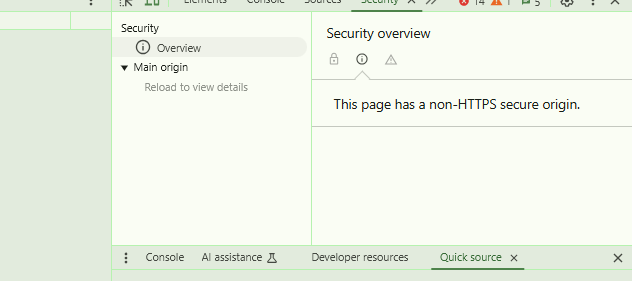 Elements Console Sources Security 14 1 5
Security
Overview
Main origin
Reload to view details
Security overview
This page has a non-HTTPS secure origin.
Console AI assistance Developer resources Quick source